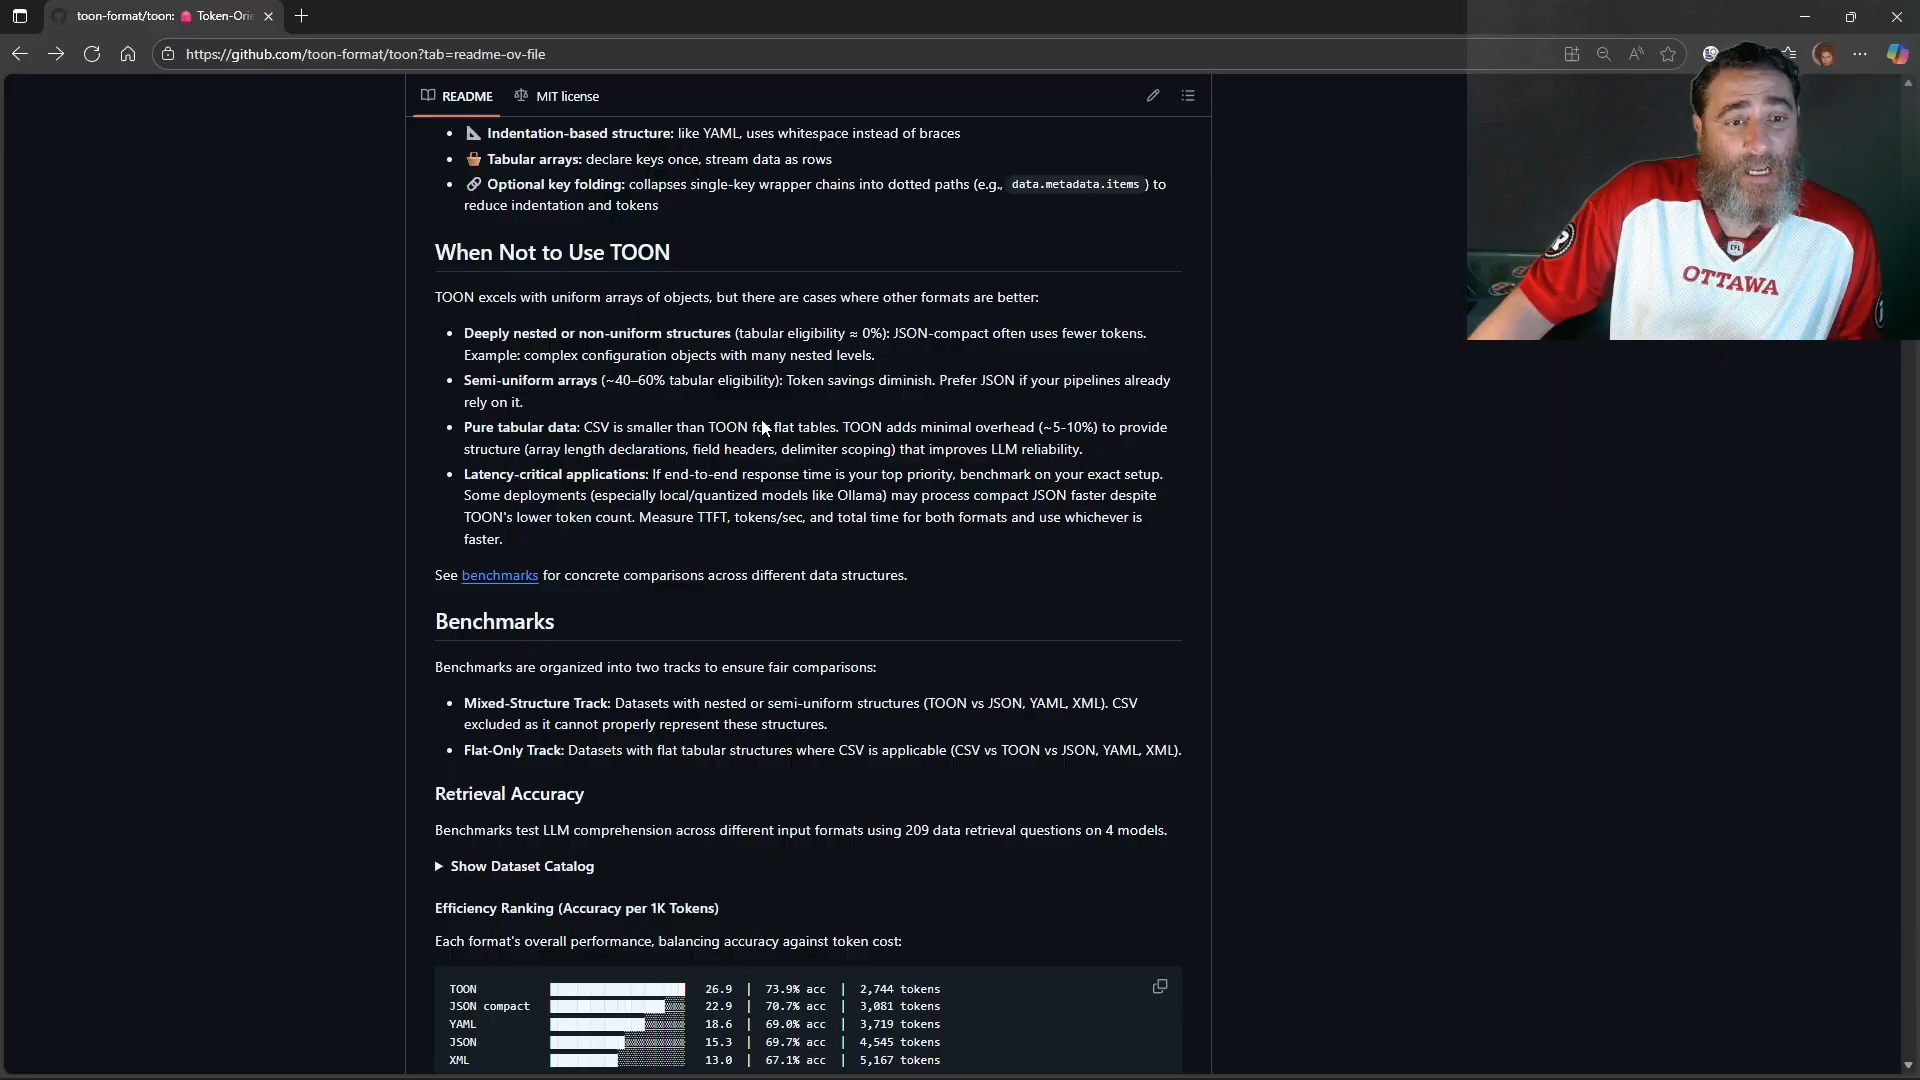 toon-format/toon: Token-Orie
https://github.com/toon-format/toon?tab=readme-ov-file
README MIT license
Indentation-based structure: like YAML, uses whitespace instead of braces
Tabular arrays: declare keys once, stream data as rows
Optional key folding: collapses single-key wrapper chains into dotted paths (e.g., data.metadata.items ) to
reduce indentation and tokens
When Not to Use TOON
TOON excels with uniform arrays of objects, but there are cases where other formats are better:
Deeply nested or non-uniform structures (tabular eligibility ≈ 0%): JSON-compact often uses fewer tokens.
Example: complex configuration objects with many nested levels.
Semi-uniform arrays (~40–60% tabular eligibility): Token savings diminish. Prefer JSON if your pipelines already
rely on it.
Pure tabular data: CSV is smaller than TOON for flat tables. TOON adds minimal overhead (~5-10%) to provide
structure (array length declarations, field headers, delimiter scoping) that improves LLM reliability.
Latency-critical applications: If end-to-end response time is your top priority, benchmark on your exact setup.
Some deployments (especially local/quantized models like Ollama) may process compact JSON faster despite
TOON's lower token count. Measure TTFT, tokens/sec, and total time for both formats and use whichever is
faster.
See benchmarks for concrete comparisons across different data structures.
Benchmarks
Benchmarks are organized into two tracks to ensure fair comparisons:
Mixed-Structure Track: Datasets with nested or semi-uniform structures (TOON vs JSON, YAML, XML). CSV
excluded as it cannot properly represent these structures.
Flat-Only Track: Datasets with flat tabular structures where CSV is applicable (CSV vs TOON vs JSON, YAML, XML).
Retrieval Accuracy
Benchmarks test LLM comprehension across different input formats using 209 data retrieval questions on 4 models.
Show Dataset Catalog
Efficiency Ranking (Accuracy per 1K Tokens)
Each format's overall performance, balancing accuracy against token cost:
TOON 26.9 | 73.9% acc | 2,744 tokens
JSON compact 22.9 | 70.7% acc | 3,081 tokens
YAML 18.6 | 69.0% acc | 3,719 tokens
JSON 15.3 | 69.7% acc | 4,545 tokens
XML 13.0 | 67.1% acc | 5,167 tokens
CFL
OTTAWA
R